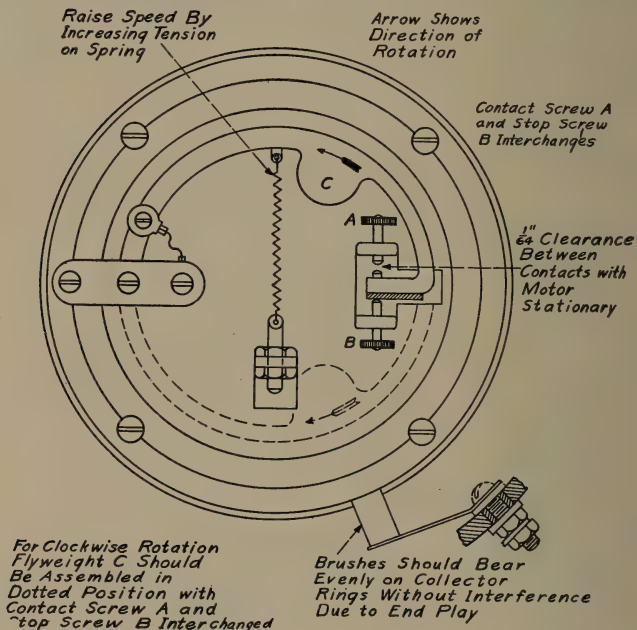 Raise Speed By
Increasing Tension
on Spring
Arrow Shows
Direction of
Rotation
Contact Screw A
and Stop Screw
B Interchanges
C
A
1/64" Clearance
Between
Contacts with
Motor
Stationary
B
For Clockwise Rotation
Flyweight C Should
Be Assembled in
Dotted Position with
Contact Screw A and
Stop Screw B Interchanged
Brushes Should Bear
Evenly on Collector
Rings Without Interference
Due to End Play